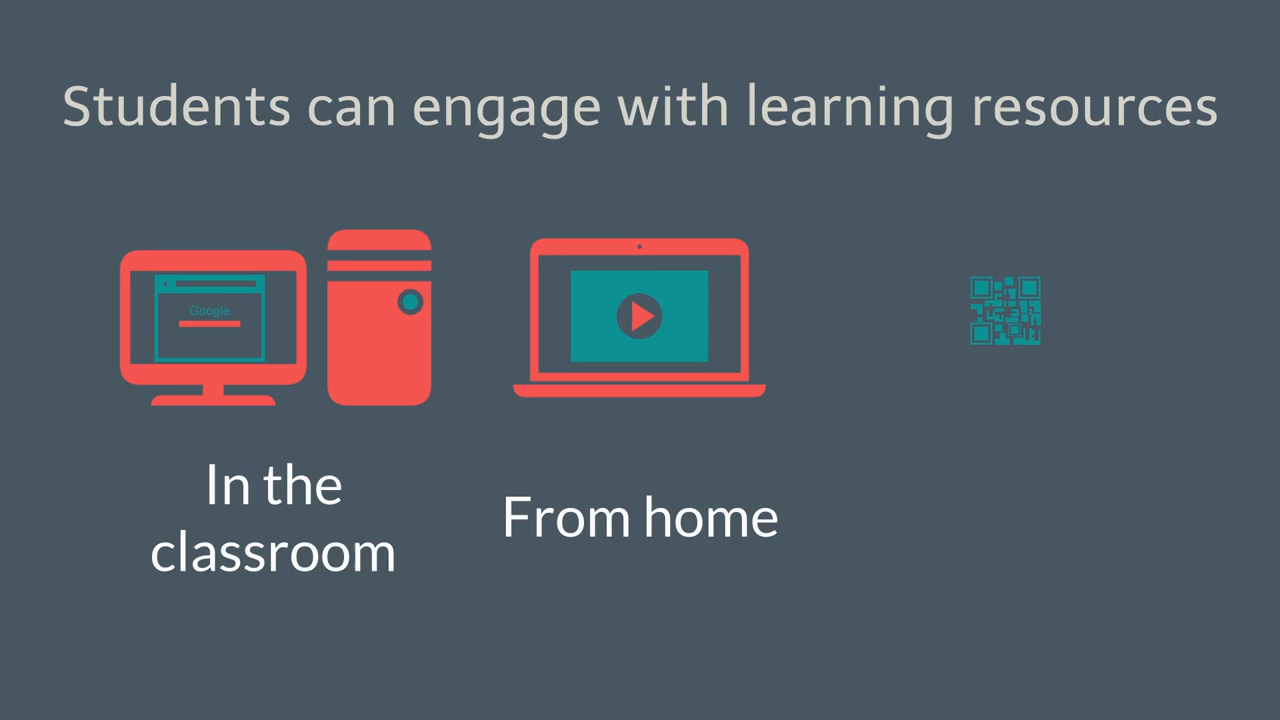 Students can engage with learning resources
Google
In the
classroom
From home